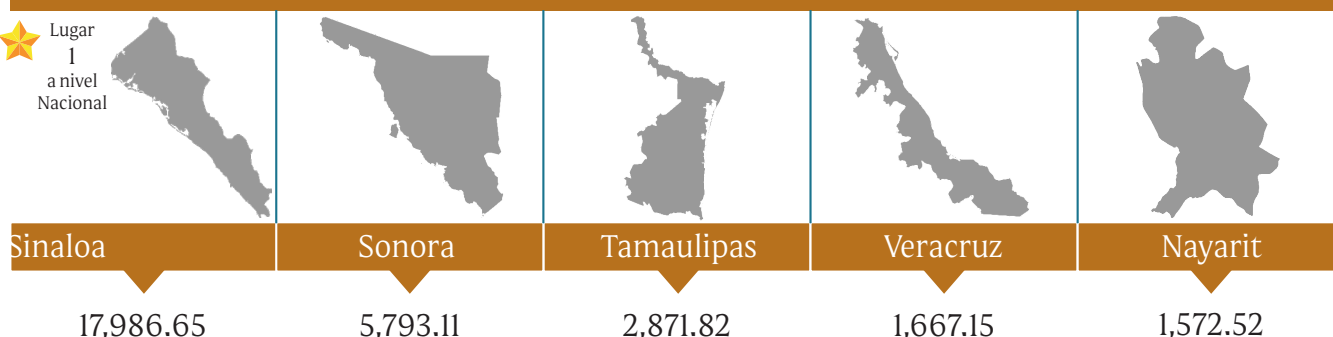 Lugar
1
a nivel
Nacional
Sinaloa
Sonora
Tamaulipas
Veracruz
Nayarit
17,986.65
5,793.11
2,871.82
1,667.15
1,572.52